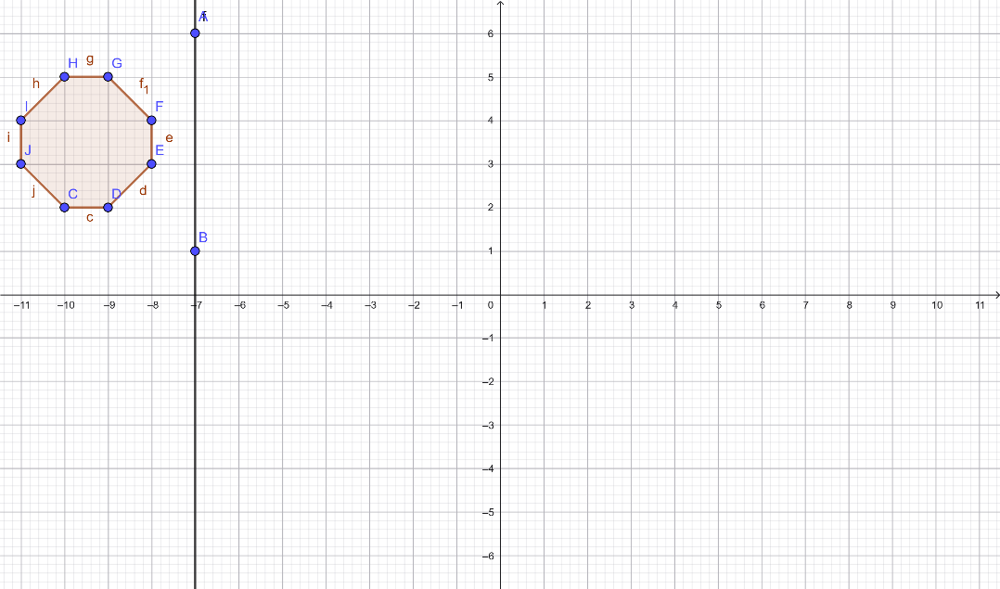 A f
6
H g G
5
h f₁
I F
4
i e
J E
3
j C D d
2
c
B
1
–11 –10 –9 –8 –7 –6 –5 –4 –3 –2 –1 0 1 2 3 4 5 6 7 8 9 10 11
–1
–2
–3
–4
–5
–6